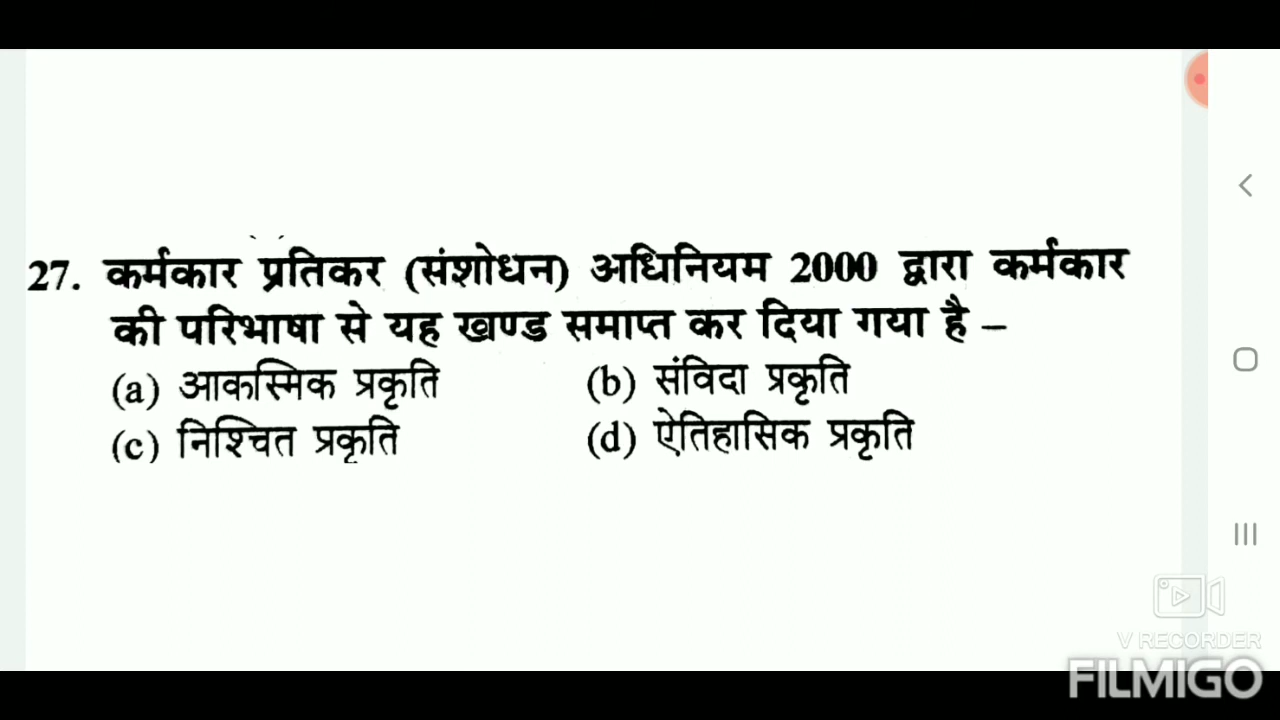 27. कर्मकार प्रतिकर (संशोधन) अधिनियम 2000 द्वारा कर्मकार
की परिभाषा से यह खण्ड समाप्त कर दिया गया है –
(a) आकस्मिक प्रकृति (b) संविदा प्रकृति
(c) निश्चित प्रकृति (d) ऐतिहासिक प्रकृति
V RECORDER
FILMIGO